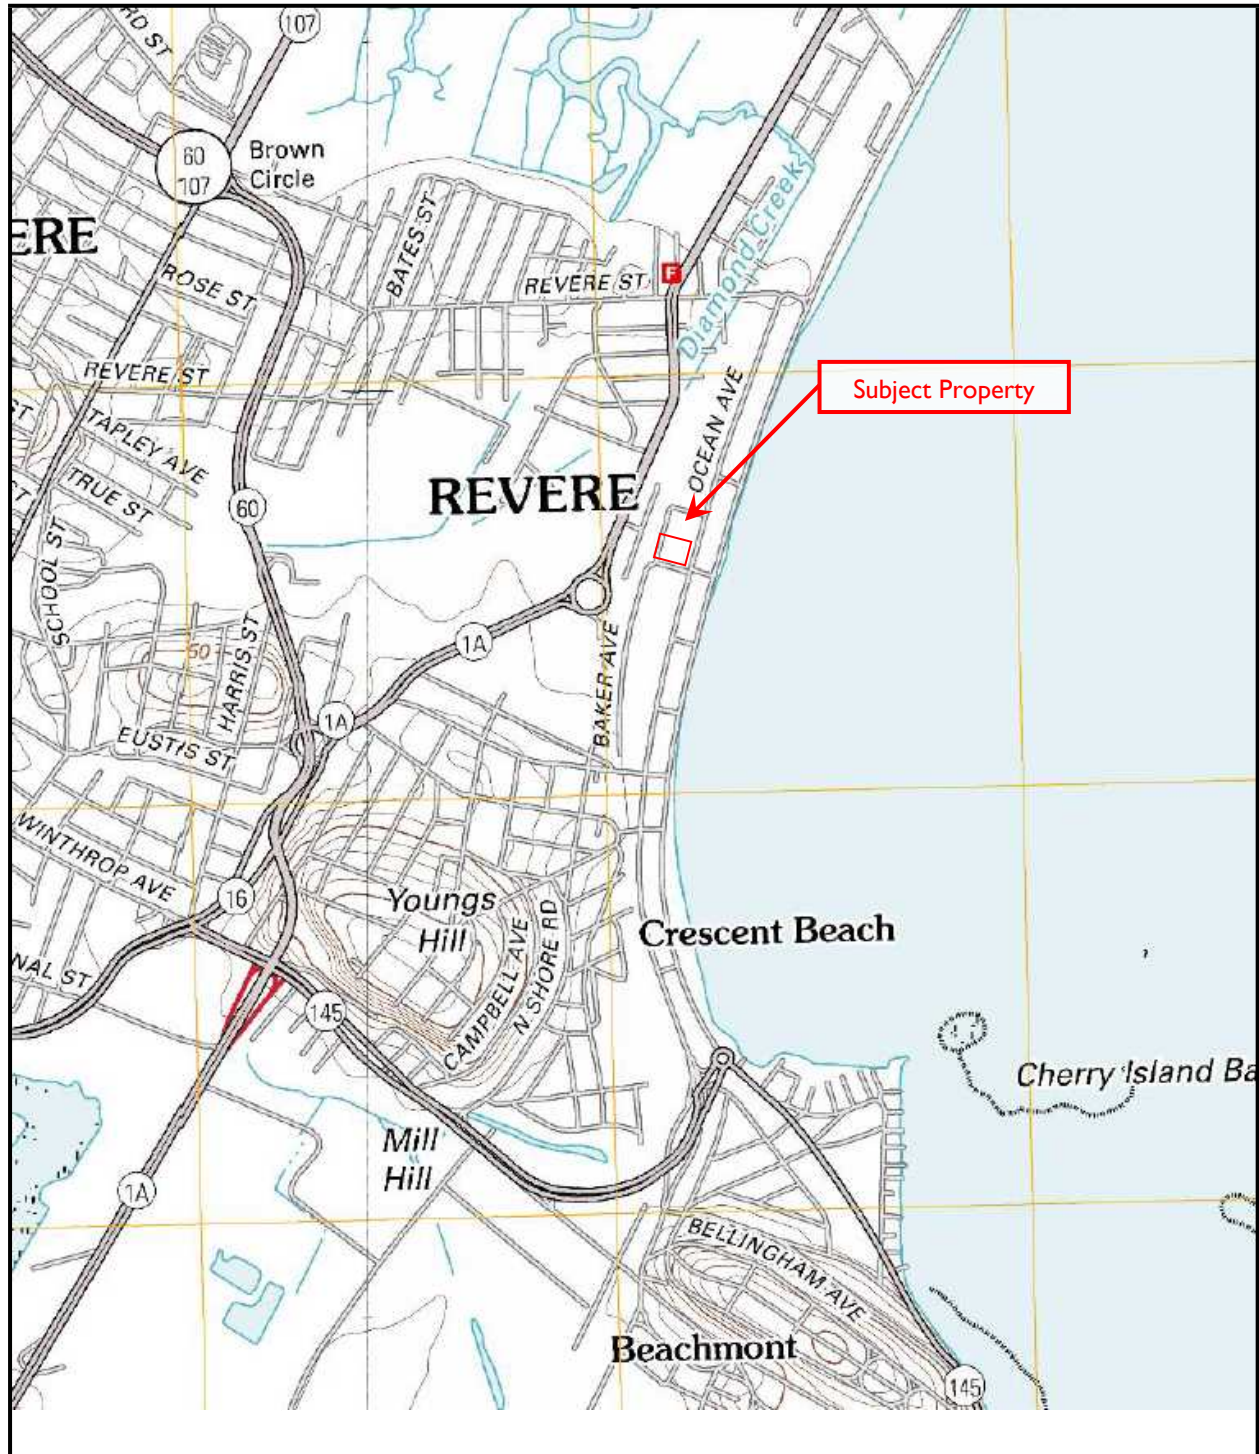 107
RD ST
60
107
Brown
Circle
ERE
BATES ST
ROSE ST
REVERE ST
F
Diamond Creek
REVERE ST
ST
TAPLEY AVE
TRUE ST
ST
SCHOOL ST
60
REVERE
OCEAN AVE
Subject Property
1A
BAKER AVE
60
HARRIS ST
1A
EUSTIS ST
WINTHROP AVE
16
Youngs
Hill
CAMPBELL AVE
N SHORE RD
Crescent Beach
NAL ST
145
Cherry Island Ba
Mill
Hill
1A
BELLINGHAM AVE
Beachmont
145